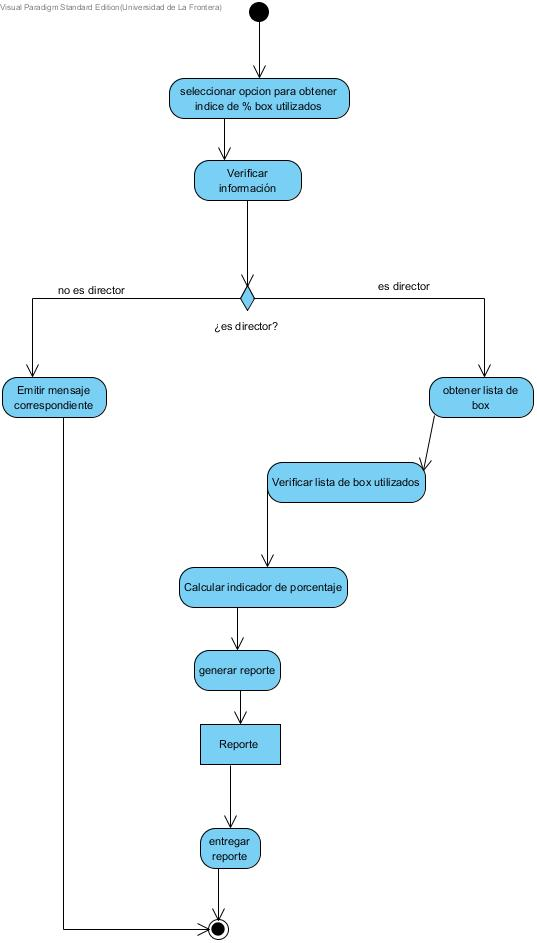 Visual Paradigm Standard Edition(Universidad de La Frontera)
seleccionar opcion para obtener
indice de % box utilizados
Verificar
información
no es director
es director
¿es director?
Emitir mensaje
correspondiente
obtener lista de
box
Verificar lista de box utilizados
Calcular indicador de porcentaje
generar reporte
Reporte
entregar
reporte